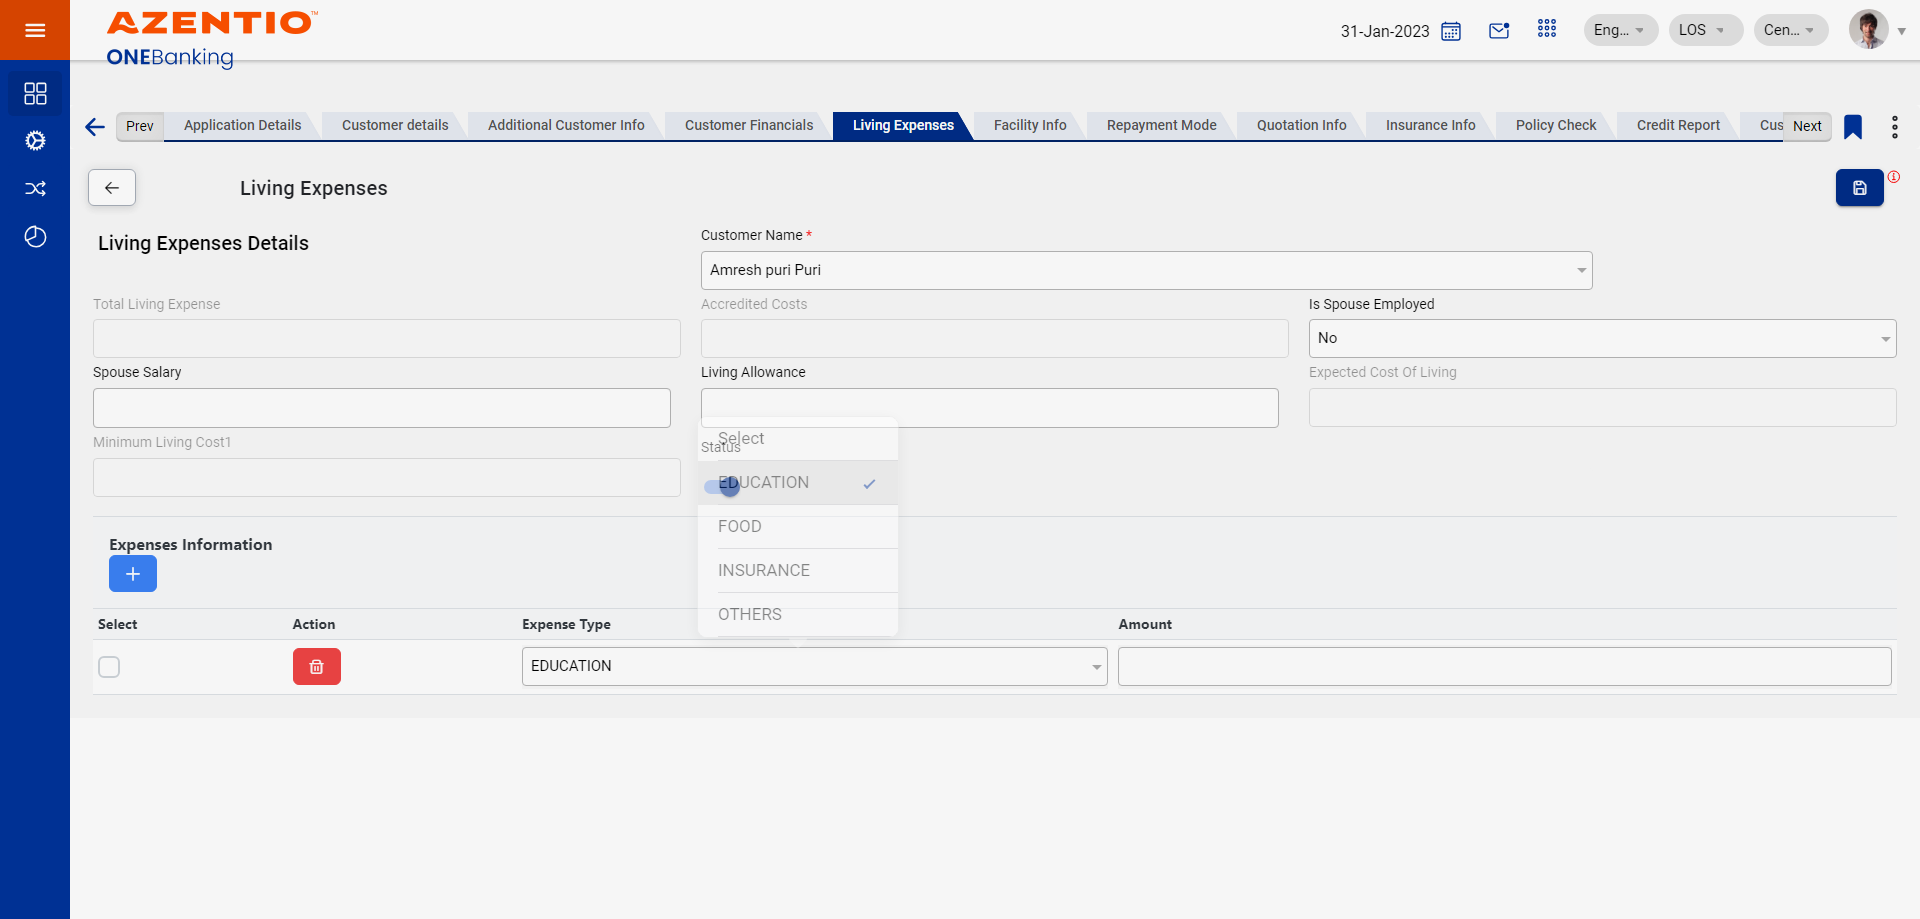 AZENTIO™
ONEBanking
31-Jan-2023
Eng...
LOS
Cen...
Prev
Application Details
Customer details
Additional Customer Info
Customer Financials
Living Expenses
Facility Info
Repayment Mode
Quotation Info
Insurance Info
Policy Check
Credit Report
Cus
Next
Living Expenses
Living Expenses Details
Customer Name *
Amresh puri Puri
Total Living Expense
Accredited Costs
Is Spouse Employed
No
Spouse Salary
Living Allowance
Expected Cost Of Living
Minimum Living Cost1
Select
Status
EDUCATION
FOOD
INSURANCE
OTHERS
Expenses Information
Select
Action
Expense Type
Amount
EDUCATION